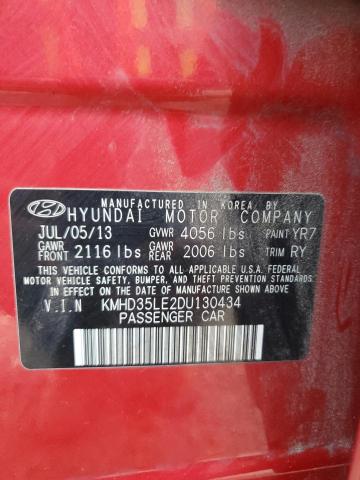 MANUFACTURED IN KOREA BY
HYUNDAI MOTOR COMPANY
JUL/05/13 GVWR 4056 lbs PAINT YR7
GAWR FRONT 2116 lbs GAWR REAR 2006 lbs TRIM RY
THIS VEHICLE CONFORMS TO ALL APPLICABLE U.S.A. FEDERAL
MOTOR VEHICLE SAFETY, BUMPER, AND THEFT PREVENTION
STANDARDS IN EFFECT ON THE DATE OF MANUFACTURE SHOWN ABOVE.
V.I.N KMHD35LE2DU130434
PASSENGER CAR